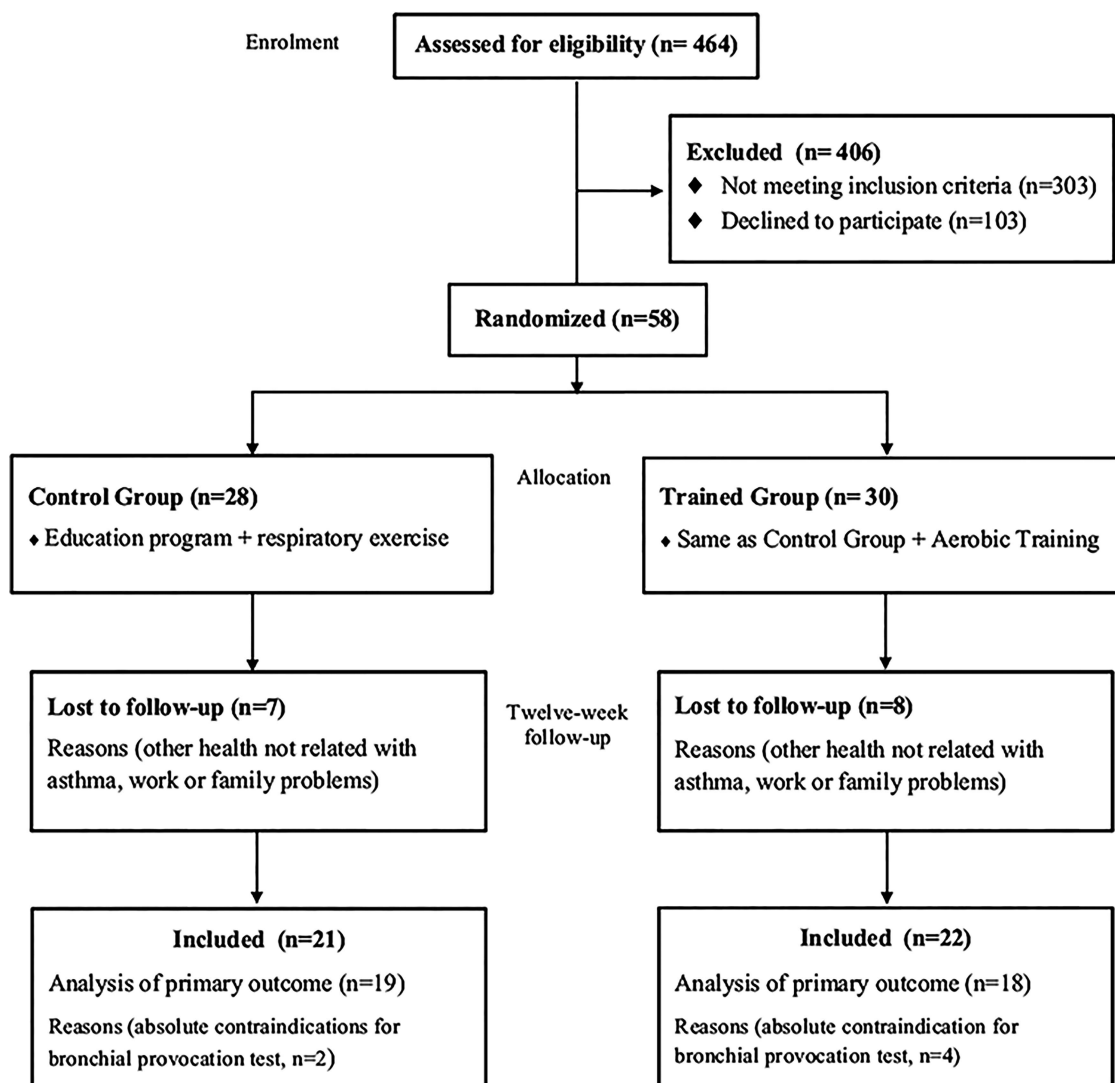 Enrolment
Assessed for eligibility (n= 464)
Excluded (n= 406)
♦ Not meeting inclusion criteria (n=303)
♦ Declined to participate (n=103)
Randomized (n=58)
Allocation
Control Group (n=28)
♦ Education program + respiratory exercise
Trained Group (n= 30)
♦ Same as Control Group + Aerobic Training
Twelve-week
follow-up
Lost to follow-up (n=7)
Reasons (other health not related with
asthma, work or family problems)
Lost to follow-up (n=8)
Reasons (other health not related with
asthma, work or family problems)
Included (n=21)
Analysis of primary outcome (n=19)
Reasons (absolute contraindications for
bronchial provocation test, n=2)
Included (n=22)
Analysis of primary outcome (n=18)
Reasons (absolute contraindication for
bronchial provocation test, n=4)